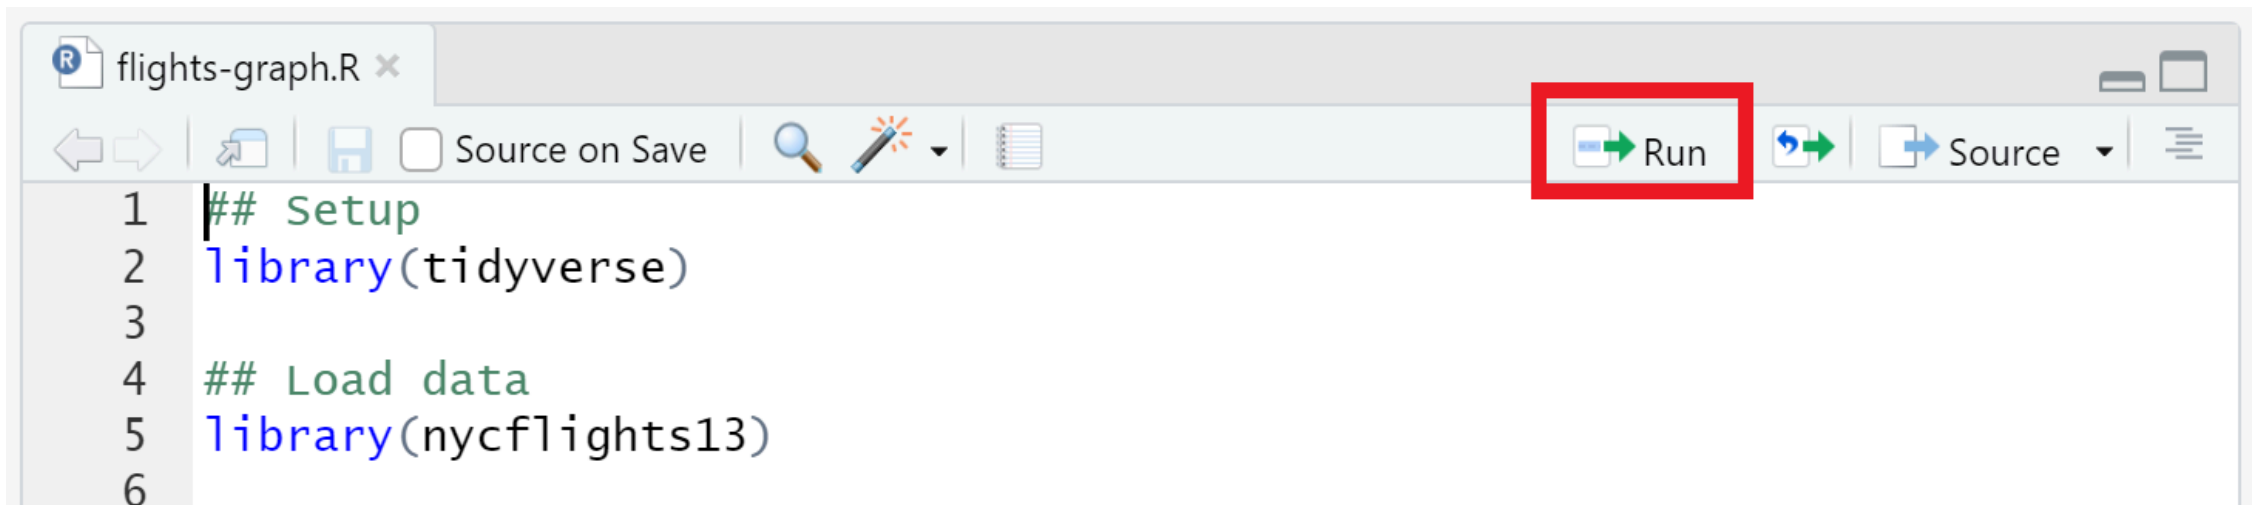 R flights-graph.R ×
Source on Save Run Source
1 ## Setup
2 library(tidyverse)
3
4 ## Load data
5 library(nycflights13)
6